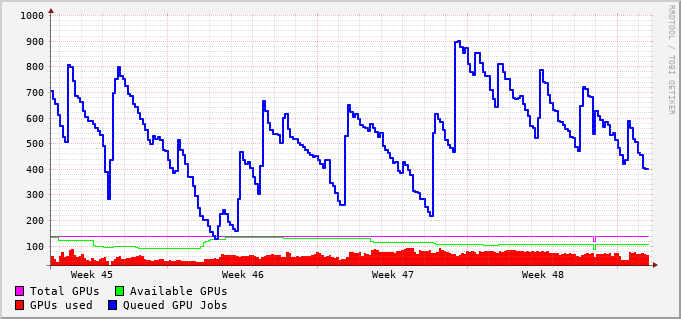 1000
900
800
700
600
500
400
300
200
100
Week 45 Week 46 Week 47 Week 48
Total GPUs Available GPUs
GPUs used Queued GPU Jobs
RRDTOOL / TOBI OETIKER